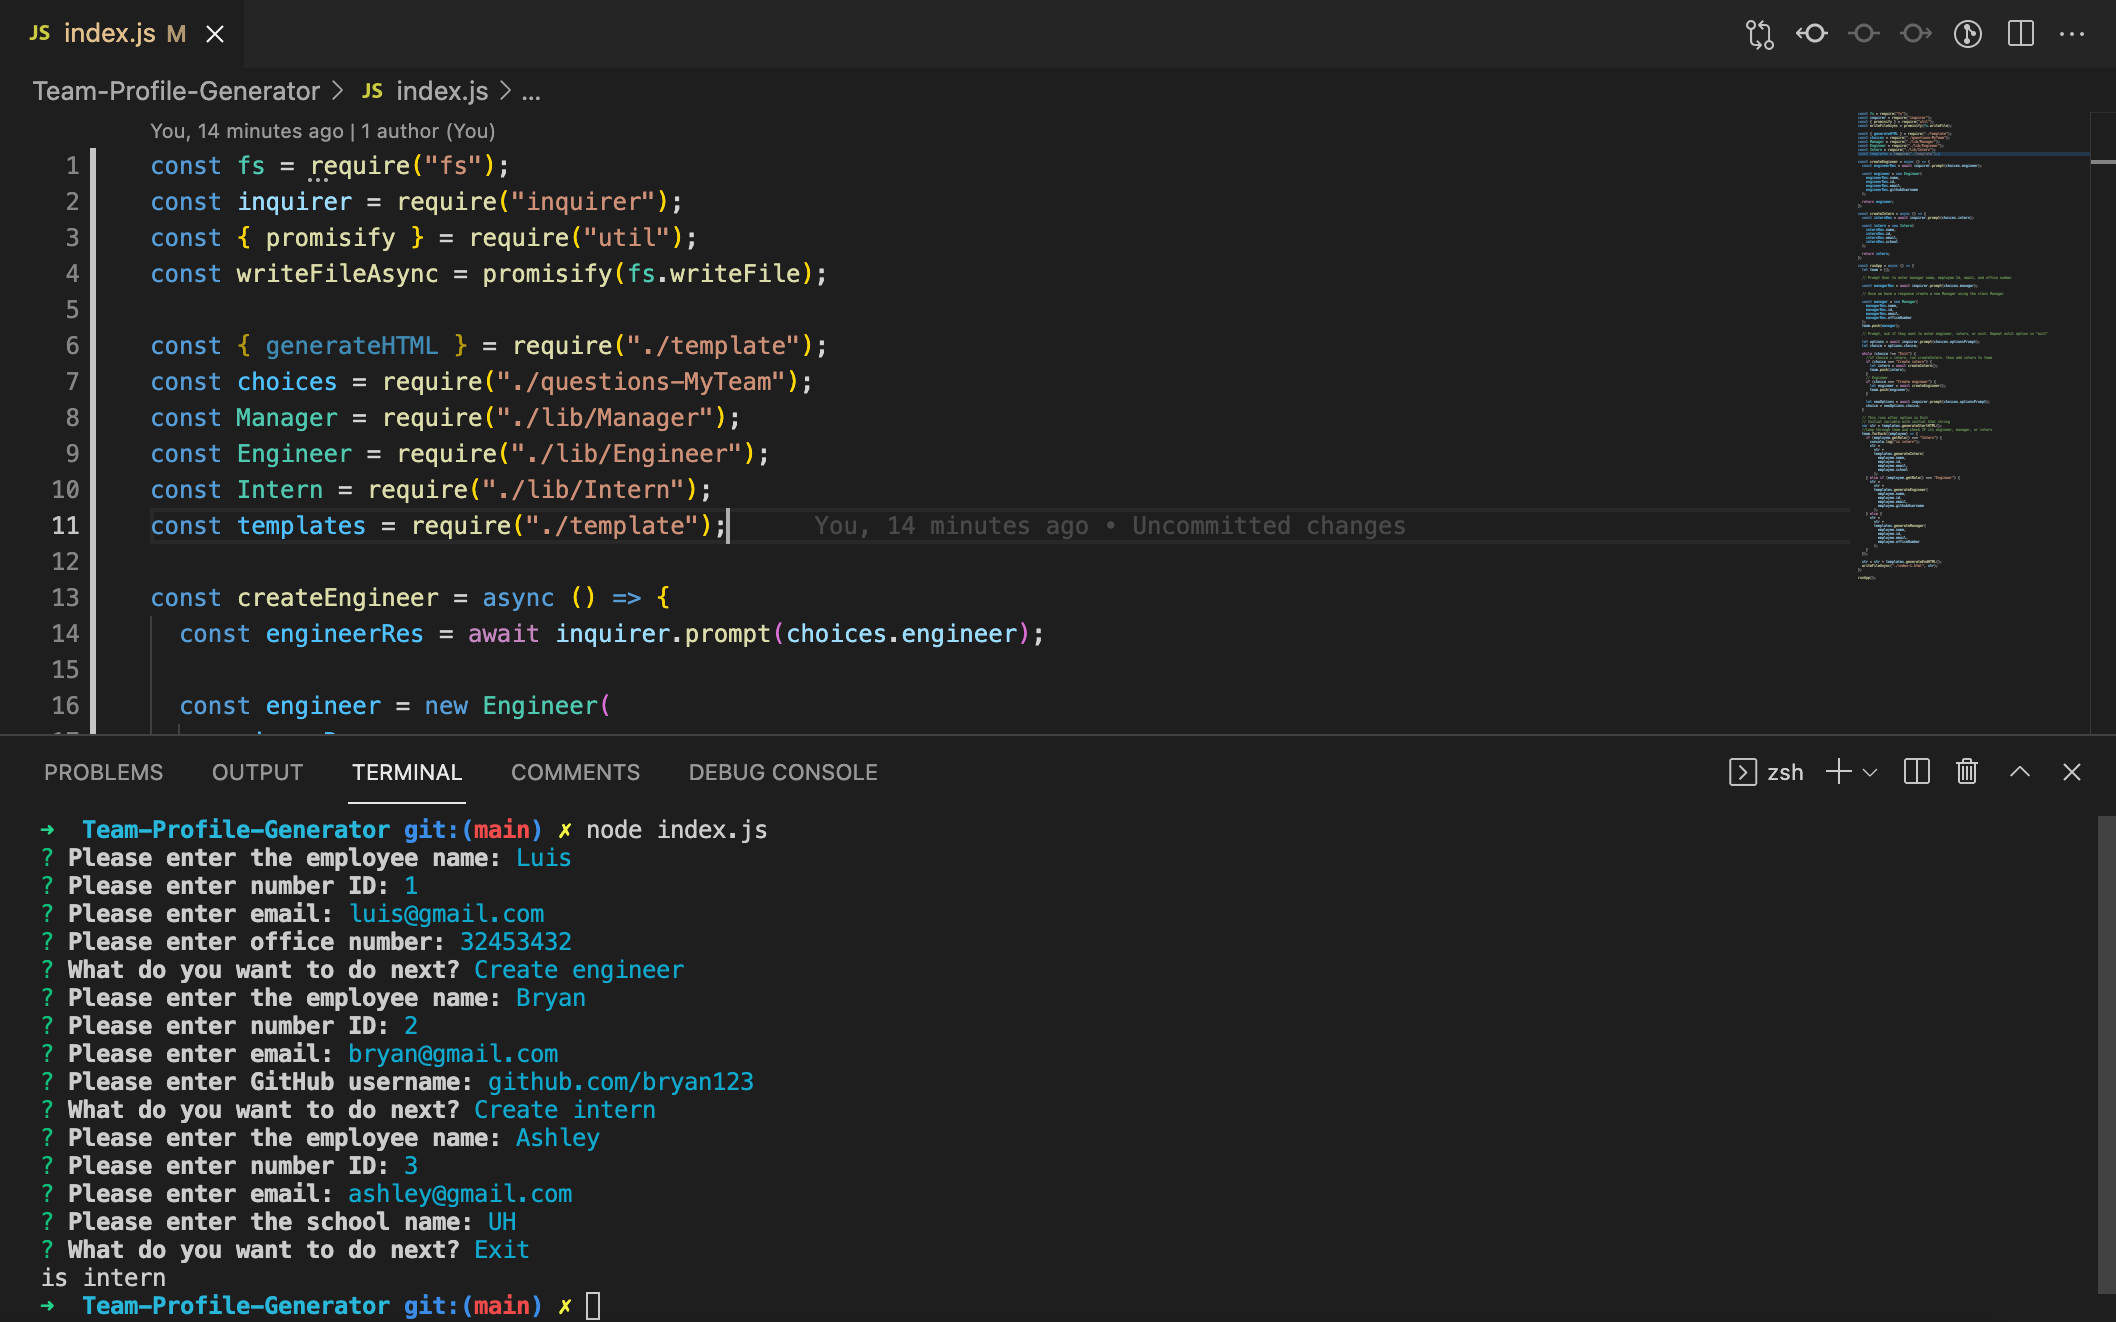 JS index.js M
Team-Profile-Generator > JS index.js > ...
You, 14 minutes ago | 1 author (You)
1 const fs = require("fs");
2 const inquirer = require("inquirer");
3 const { promisify } = require("util");
4 const writeFileAsync = promisify(fs.writeFile);
5
6 const { generateHTML } = require("./template");
7 const choices = require("./questions-MyTeam");
8 const Manager = require("./lib/Manager");
9 const Engineer = require("./lib/Engineer");
10 const Intern = require("./lib/Intern");
11 const templates = require("./template"); You, 14 minutes ago • Uncommitted changes
12
13 const createEngineer = async () => {
14 const engineerRes = await inquirer.prompt(choices.engineer);
15
16 const engineer = new Engineer(
PROBLEMS OUTPUT TERMINAL COMMENTS DEBUG CONSOLE zsh
➜ Team-Profile-Generator git:(main) ✗ node index.js
? Please enter the employee name: Luis
? Please enter number ID: 1
? Please enter email: luis@gmail.com
? Please enter office number: 32453432
? What do you want to do next? Create engineer
? Please enter the employee name: Bryan
? Please enter number ID: 2
? Please enter email: bryan@gmail.com
? Please enter GitHub username: github.com/bryan123
? What do you want to do next? Create intern
? Please enter the employee name: Ashley
? Please enter number ID: 3
? Please enter email: ashley@gmail.com
? Please enter the school name: UH
? What do you want to do next? Exit
is intern
➜ Team-Profile-Generator git:(main) ✗